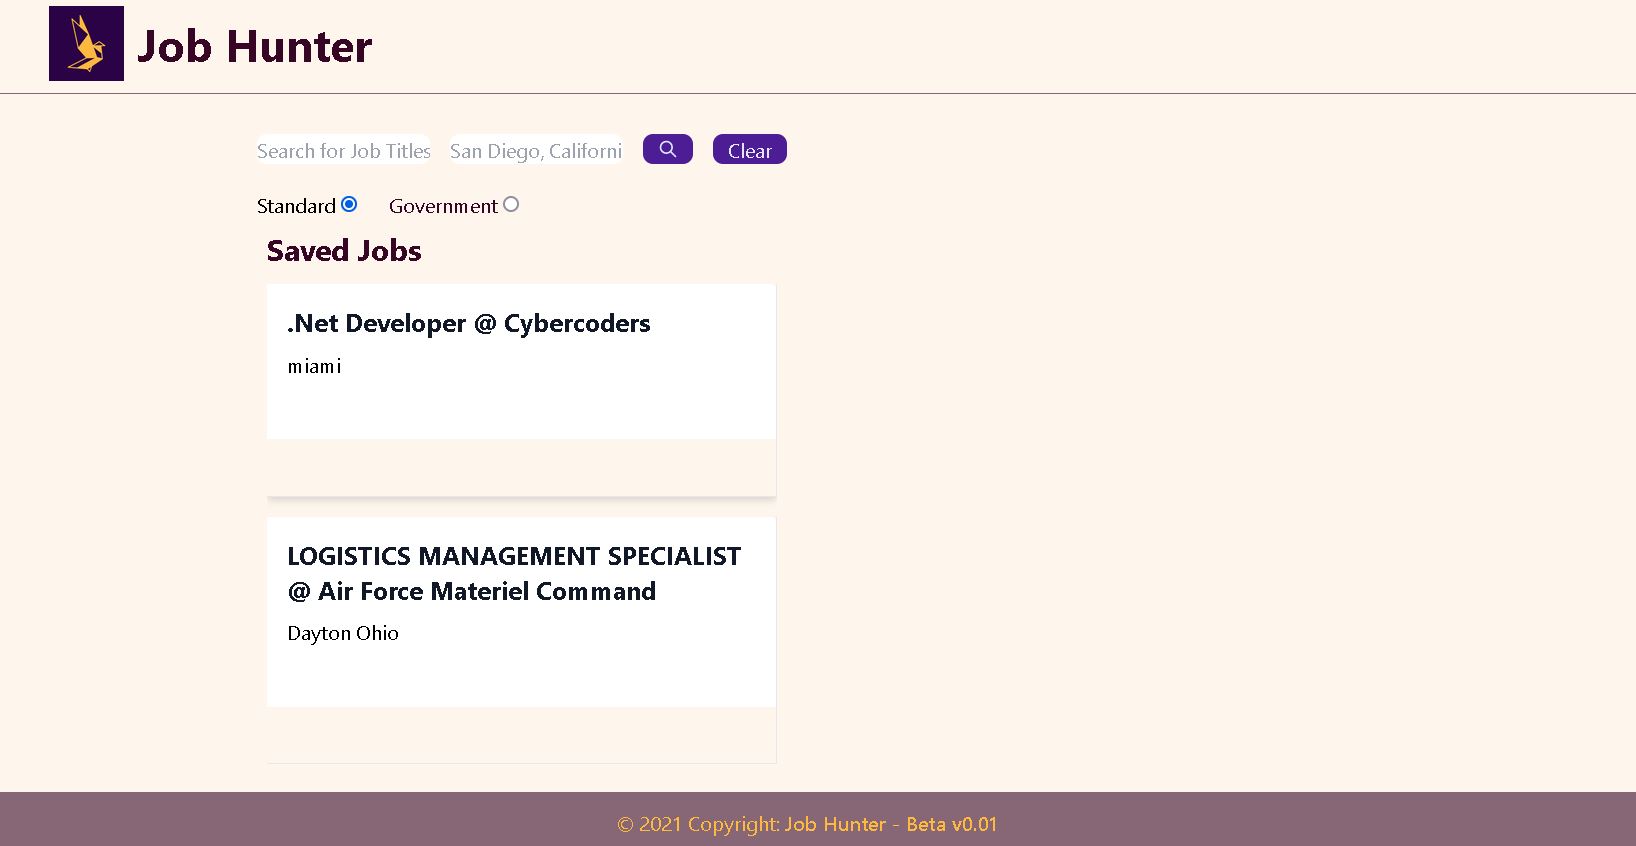 Job Hunter
Search for Job Titles San Diego, Californi Clear
Standard Government
Saved Jobs
.Net Developer @ Cybercoders
miami
LOGISTICS MANAGEMENT SPECIALIST
@ Air Force Materiel Command
Dayton Ohio
© 2021 Copyright: Job Hunter - Beta v0.01